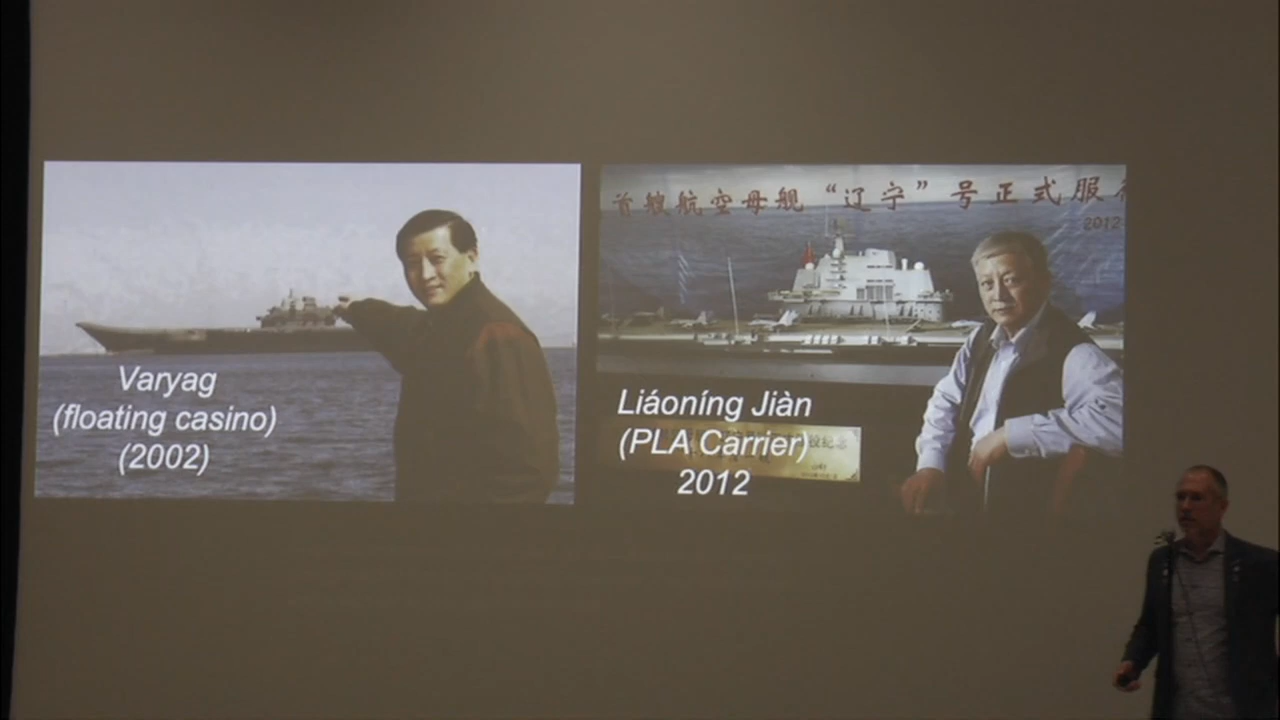 Varyag
(floating casino)
(2002)
首艘航空母舰 “辽宁” 号正式服
2012
Liáoníng Jiàn
(PLA Carrier)
2012